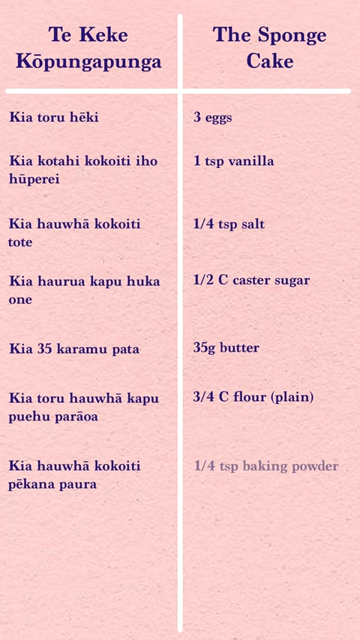 Te Keke
Kōpungapunga
The Sponge
Cake
Kia toru hēki
3 eggs
Kia kotahi kokoiti iho
hūperei
1 tsp vanilla
Kia hauwhā kokoiti
tote
1/4 tsp salt
Kia haurua kapu huka
one
1/2 C caster sugar
Kia 35 karamu pata
35g butter
Kia toru hauwhā kapu
puehu parāoa
3/4 C flour (plain)
Kia hauwhā kokoiti
pēkana paura
1/4 tsp baking powder